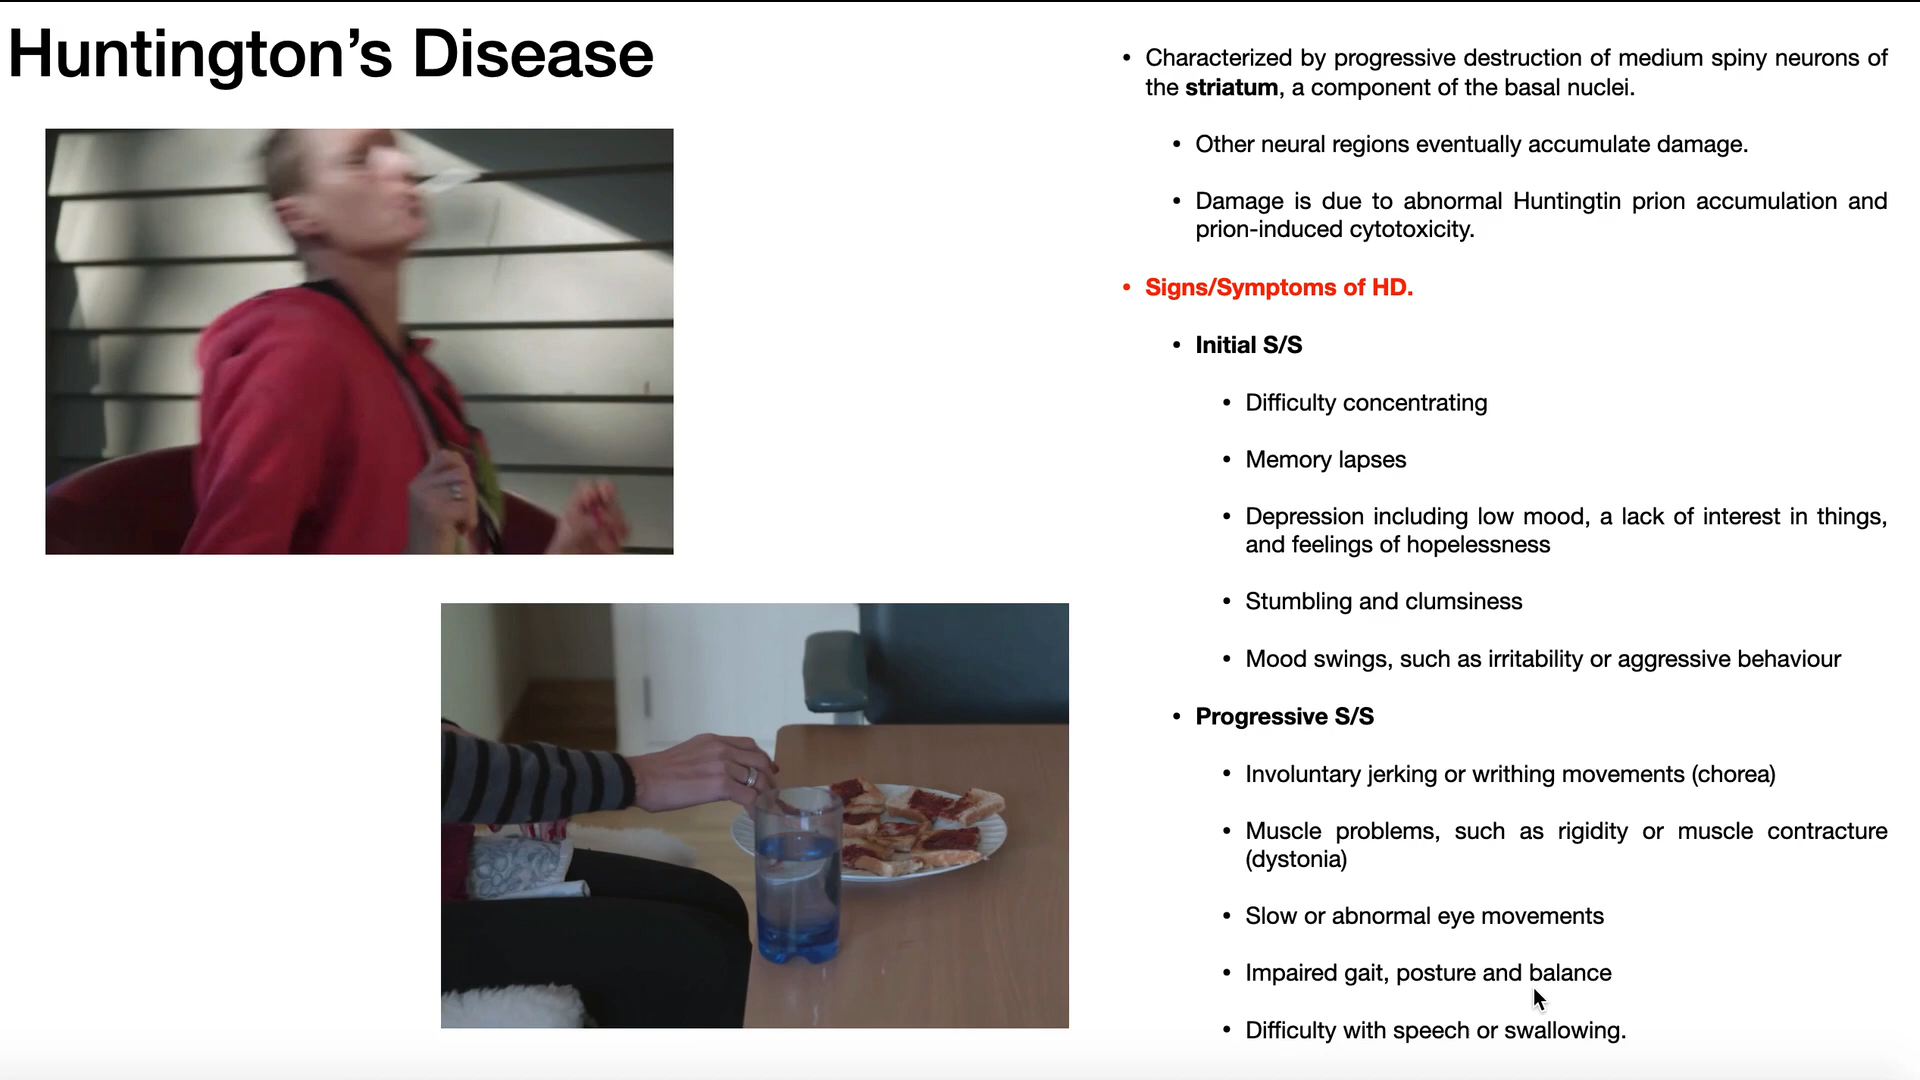 Huntington’s Disease
• Characterized by progressive destruction of medium spiny neurons of
the striatum, a component of the basal nuclei.
• Other neural regions eventually accumulate damage.
• Damage is due to abnormal Huntingtin prion accumulation and
prion-induced cytotoxicity.
• Signs/Symptoms of HD.
• Initial S/S
• Difficulty concentrating
• Memory lapses
• Depression including low mood, a lack of interest in things,
and feelings of hopelessness
• Stumbling and clumsiness
• Mood swings, such as irritability or aggressive behaviour
• Progressive S/S
• Involuntary jerking or writhing movements (chorea)
• Muscle problems, such as rigidity or muscle contracture
(dystonia)
• Slow or abnormal eye movements
• Impaired gait, posture and balance
• Difficulty with speech or swallowing.